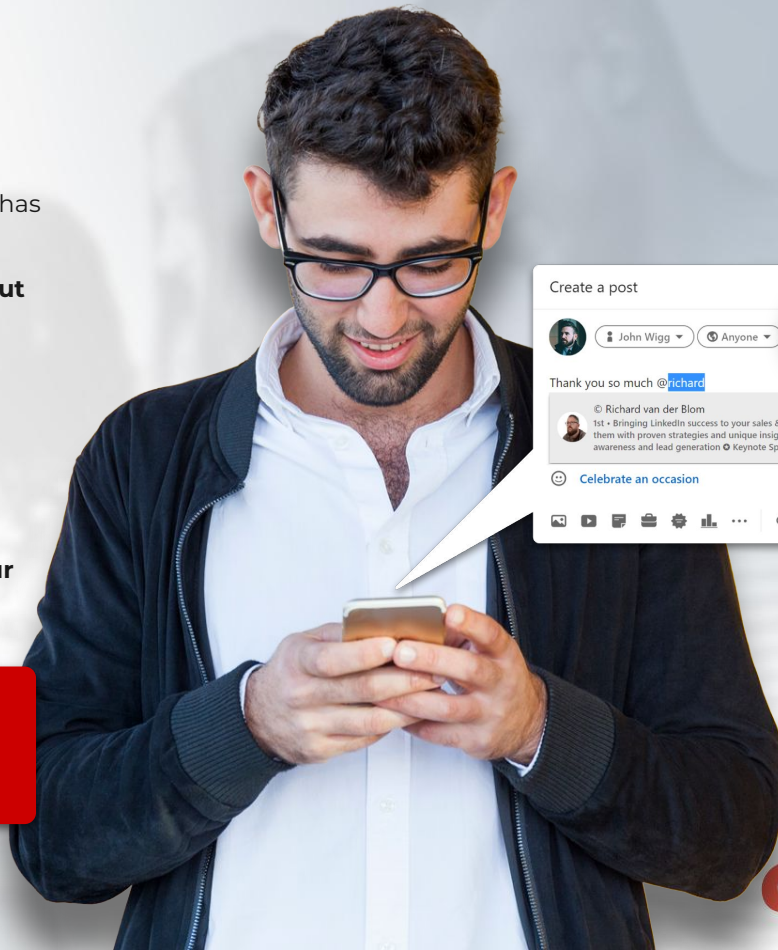 has
ut
ur
Create a post
John Wigg
Anyone
Thank you so much @richard
© Richard van der Blom
1st • Bringing LinkedIn success to your sales &
them with proven strategies and unique insig
awareness and lead generation ✪ Keynote Sp
Celebrate an occasion